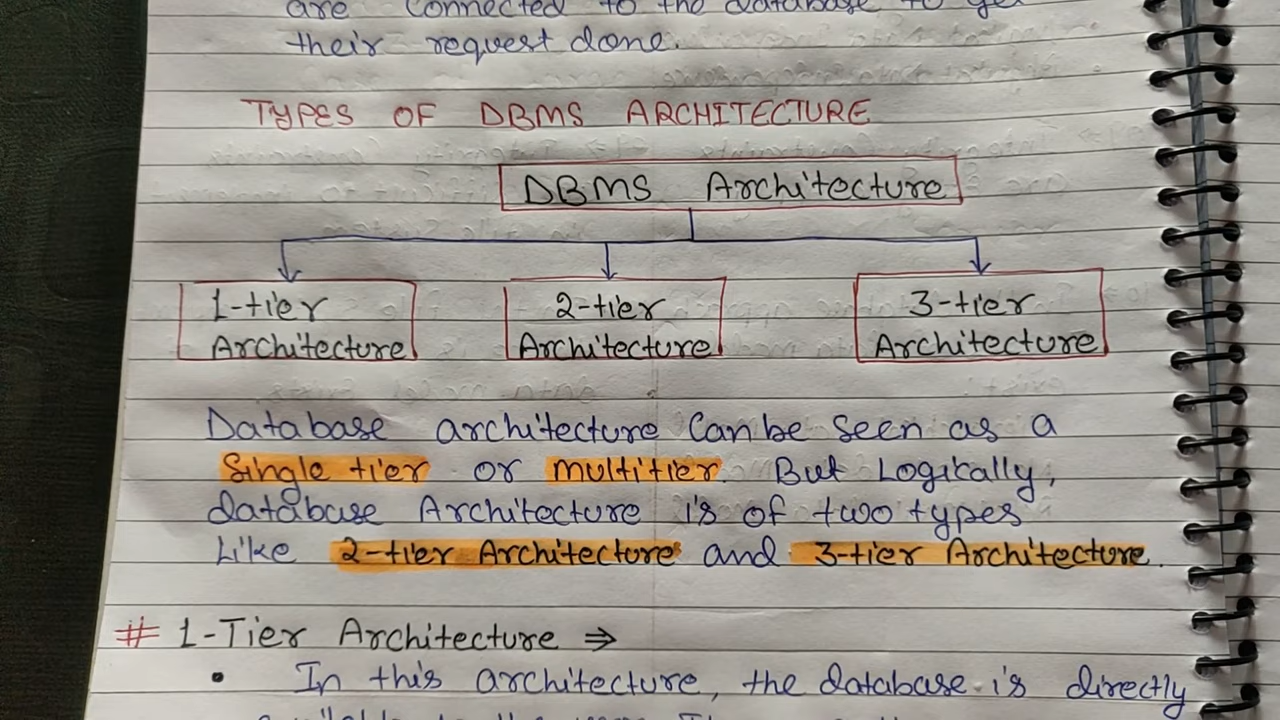 are connected to the database to get
their request done.
TYPES OF DBMS ARCHITECTURE
DBMS Architecture
1-tier Architecture
2-tier Architecture
3-tier Architecture
Database architecture can be seen as a
Single tier or multitier. But Logically,
database Architecture is of two types
Like 2-tier Architecture and 3-tier Architecture.
# 1-Tier Architecture ⇒
• In this architecture, the database is directly